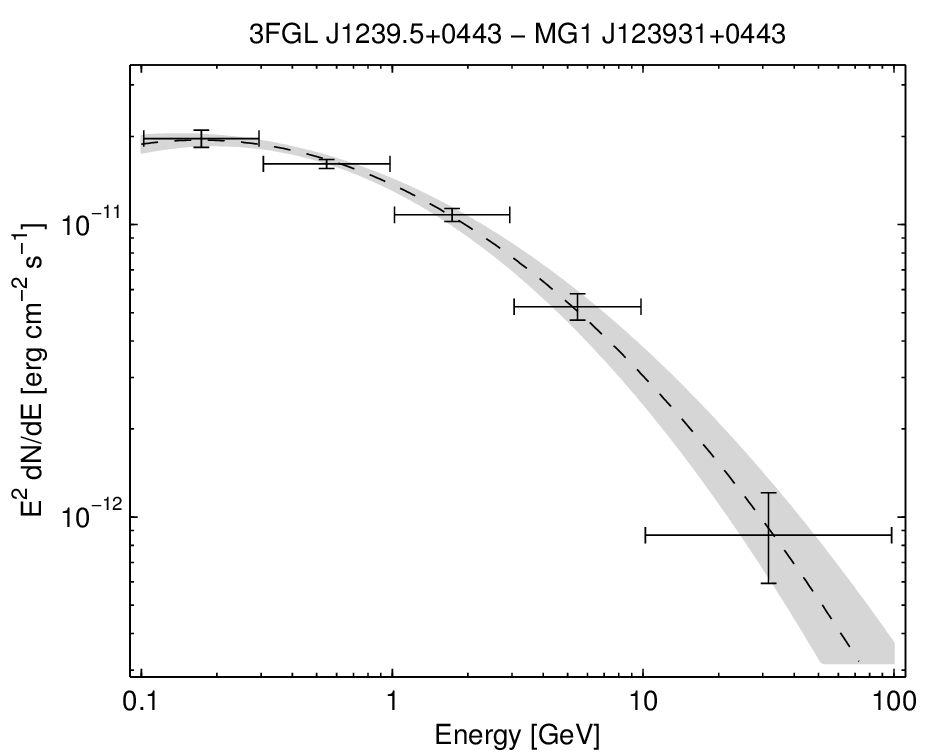 3FGL J1239.5+0443 − MG1 J123931+0443
E² dN/dE [erg cm⁻² s⁻¹]
10⁻¹¹
10⁻¹²
0.1 1 10 100
Energy [GeV]